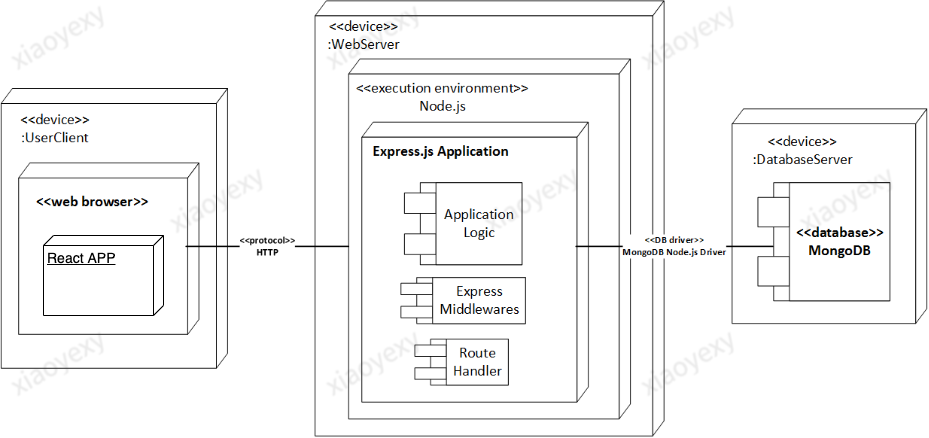 <<device>>
:UserClient
<<web browser>>
React APP
<<protocol>>
HTTP
<<device>>
:WebServer
<<execution environment>>
Node.js
Express.js Application
Application
Logic
Express
Middlewares
Route
Handler
<<DB driver>>
MongoDB Node.js Driver
<<device>>
:DatabaseServer
<<database>>
MongoDB
xiaoyexy
xiaoyexy
xiaoyexy
xiaoyexy
xiaoyexy
xiaoyexy
xiaoyexy
xiaoyexy
xiaoyexy